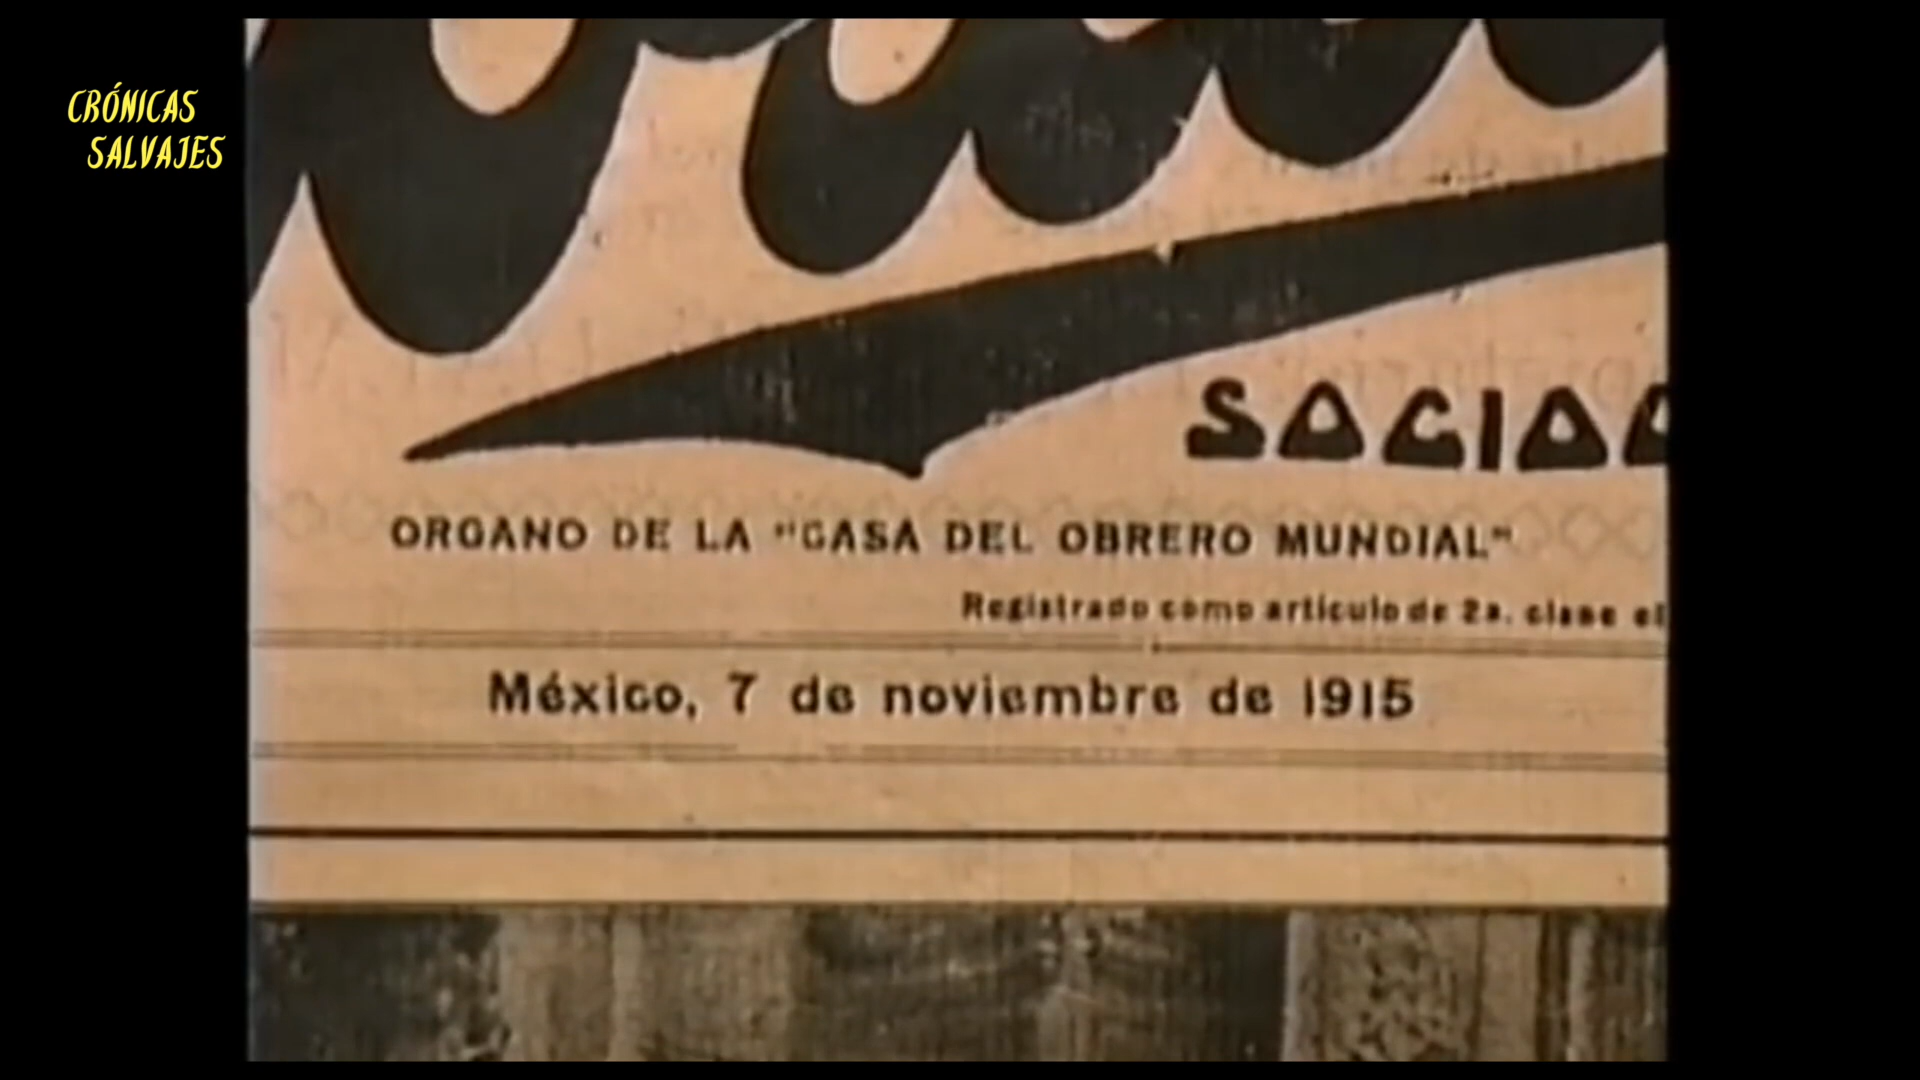 CRÓNICAS
SALVAJES
ORGANO DE LA "CASA DEL OBRERO MUNDIAL"
Registrado como artículo de 2a. clase el
México, 7 de noviembre de 1915